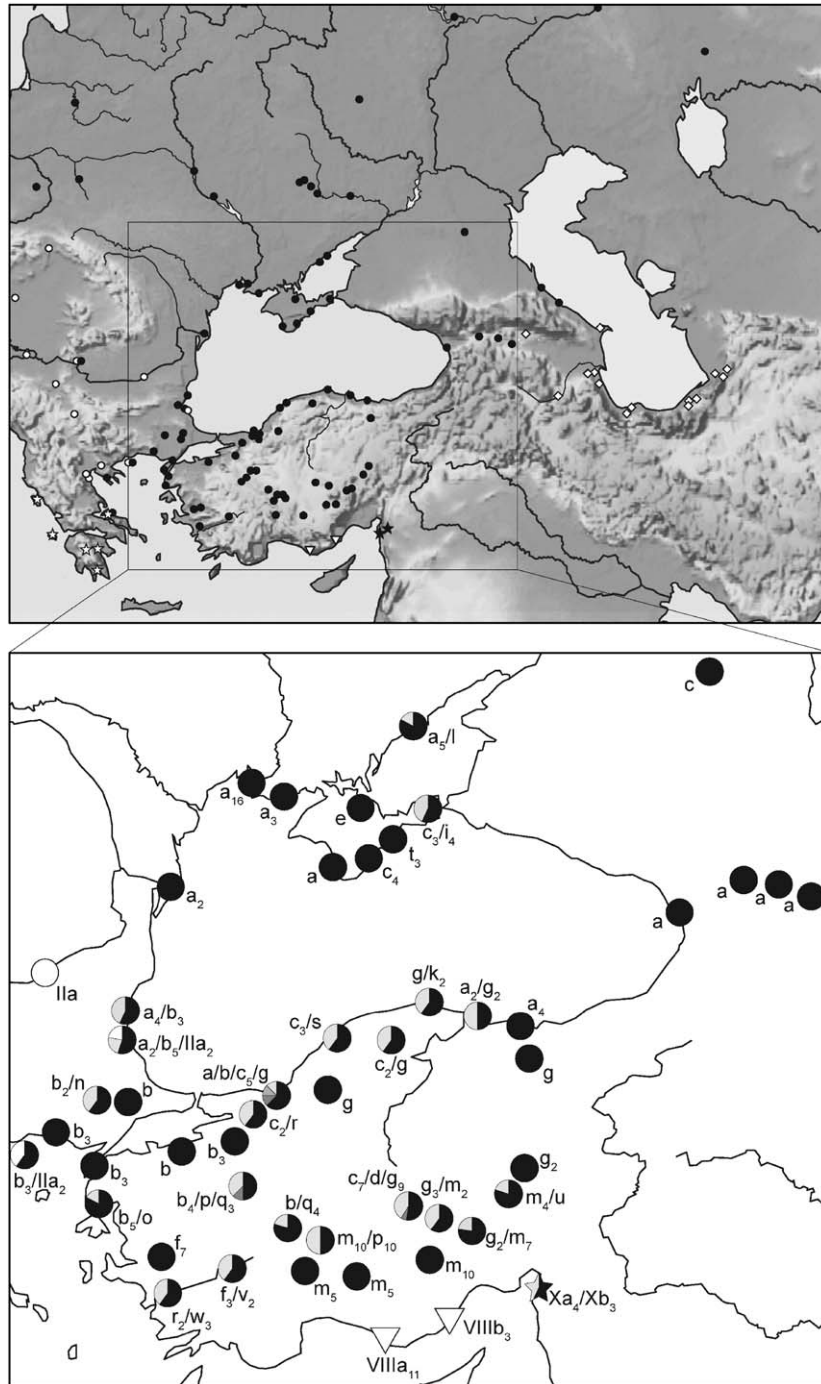 c
a₅/l
a₁₆
a₃
e
c₃/i₄
t₃
c₄
a
a₂
a
a
a
a
IIa
g/k₂
a₂/g₂
a₄/b₃
a₄
c₃/s
a₂/b₅/IIa₂
c₂/g
g
a/b/c₅/g
b₂/n
b
g
c₂/r
b₃
b₃
b
b₃
g₂
b₃/IIa₂
b₄/p/q₃
c₇/d/g₉
g₃/m₂
m₄/u
b₅/o
b/q₄
m₁₀/p₁₀
g₂/m₇
f₇
m₁₀
f₃/v₂
m₅
m₅
r₂/w₃
Xa₄/Xb₃
VIIIb₃
VIIIa₁₁